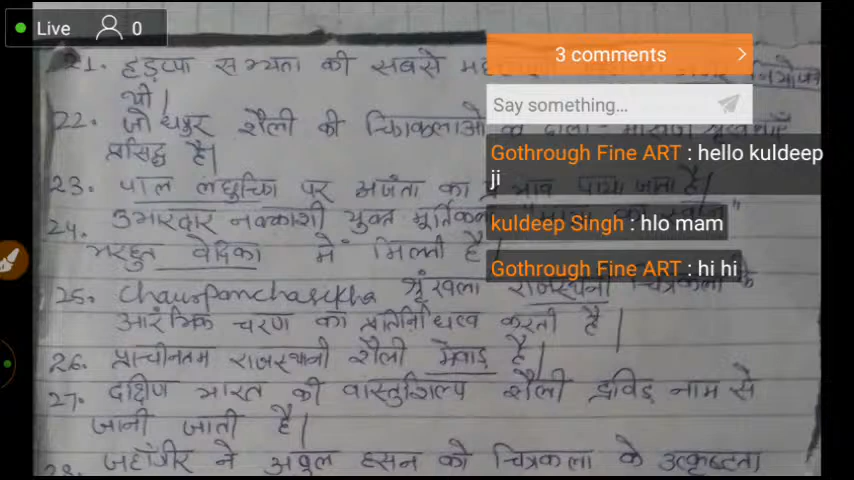 Live 0
3 comments
Say something...
Gothrough Fine ART : hello kuldeep
ji
kuldeep Singh : hlo mam
Gothrough Fine ART : hi hi
21. हड़प्पा सभ्यता की सबसे
थी।
22. जोधपुर शैली की चित्रकलाओं
प्रसिद्ध है।
23. पाल लघुचित्रा पर अजंता का प्रभाव पाया जाता है।
24. उभारदार नक्काशी युक्त मूर्तिकला
भरहुत वेदिका में मिलती है।
25. Chaurpanchasikha श्रृंखला राजस्थानी चित्रकला के
आरंभिक चरण का प्रतिनिधित्व करती है।
26. प्राचीनतम राजस्थानी शैली मेवाड़ है।
27. दक्षिण भारत की वास्तुशिल्प शैली द्रविड़ नाम से
जानी जाती है।
28. जहांगीर ने अबुल हसन को चित्रकला के उत्कृष्टता